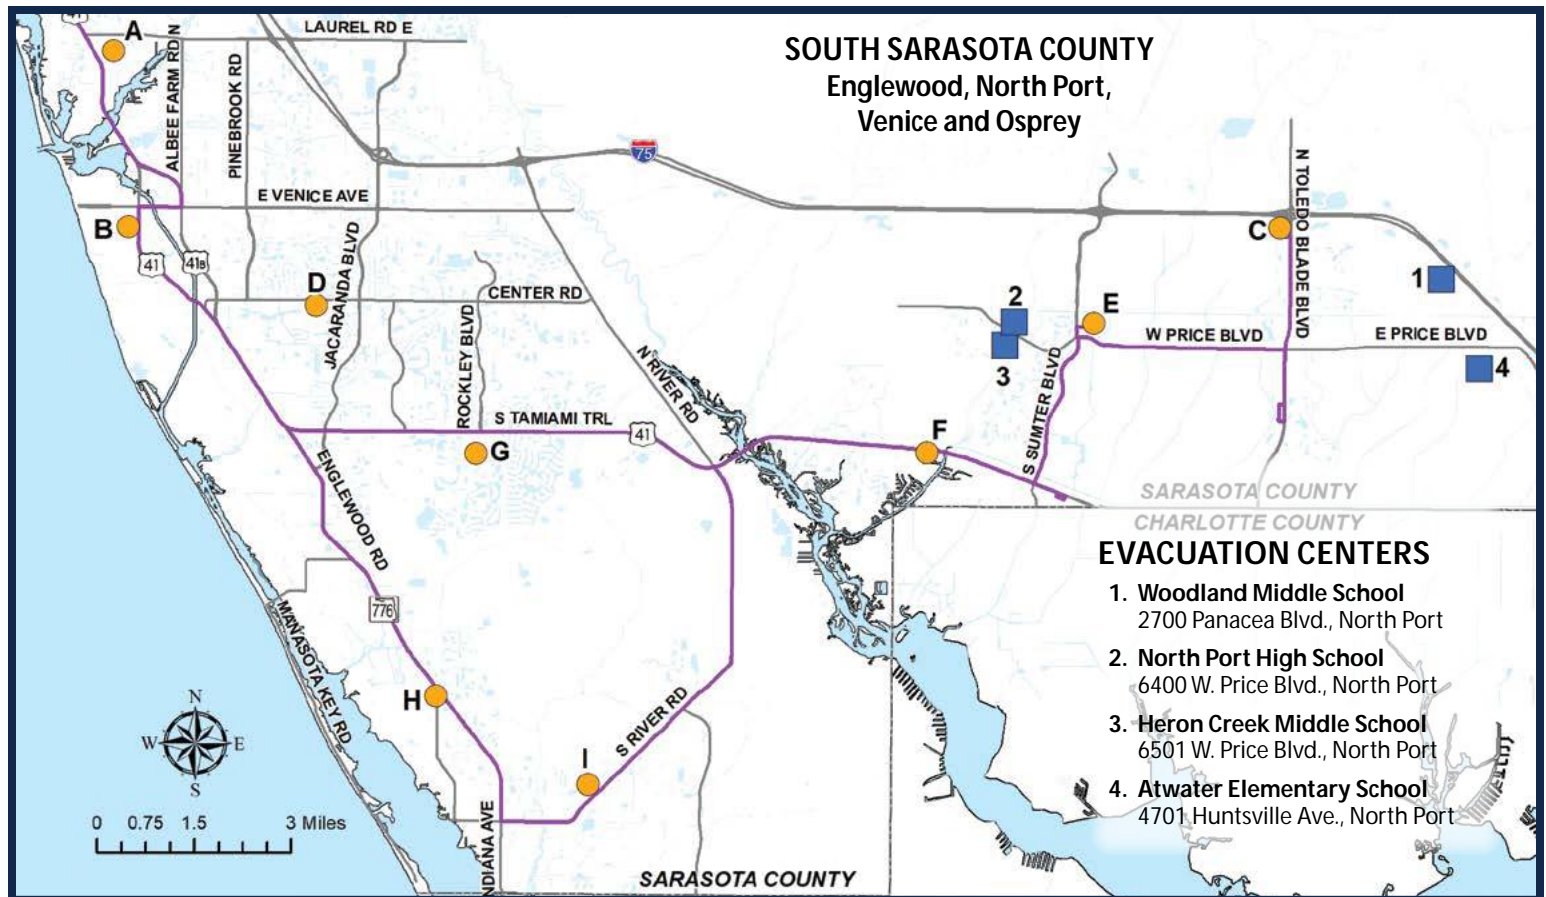 41
A
LAUREL RD E
ALBEE FARM RD N
PINEBROOK RD
SOUTH SARASOTA COUNTY
Englewood, North Port,
Venice and Osprey
75
N TOLEDO BLADE BLVD
E VENICE AVE
B
41
41B
JACARANDA BLVD
C
D
CENTER RD
1
2
E
ROCKLEY BLVD
N RIVER RD
W PRICE BLVD
E PRICE BLVD
3
4
S SUMTER BLVD
S TAMIAMI TRL
41
F
G
ENGLEWOOD RD
SARASOTA COUNTY
CHARLOTTE COUNTY
EVACUATION CENTERS
1. Woodland Middle School
2700 Panacea Blvd., North Port
2. North Port High School
6400 W. Price Blvd., North Port
3. Heron Creek Middle School
6501 W. Price Blvd., North Port
4. Atwater Elementary School
4701 Huntsville Ave., North Port
776
MANASOTA KEY RD
H
S RIVER RD
I
N
W
E
S
0 0.75 1.5 3 Miles
INDIANA AVE
SARASOTA COUNTY